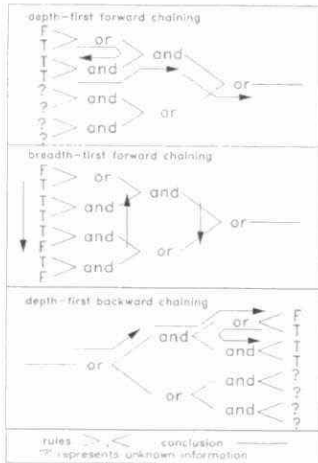 depth-first forward chaining
F
T or
T and
T and or
T
? and
? or
? and
?
breadth-first forward chaining
F
T or
T and
T and
T or
T and
F or
T and
F
depth-first backward chaining
F
or T
and T
and T
or ?
and ?
or ?
and ?
rules conclusion
"?" represents unknown information